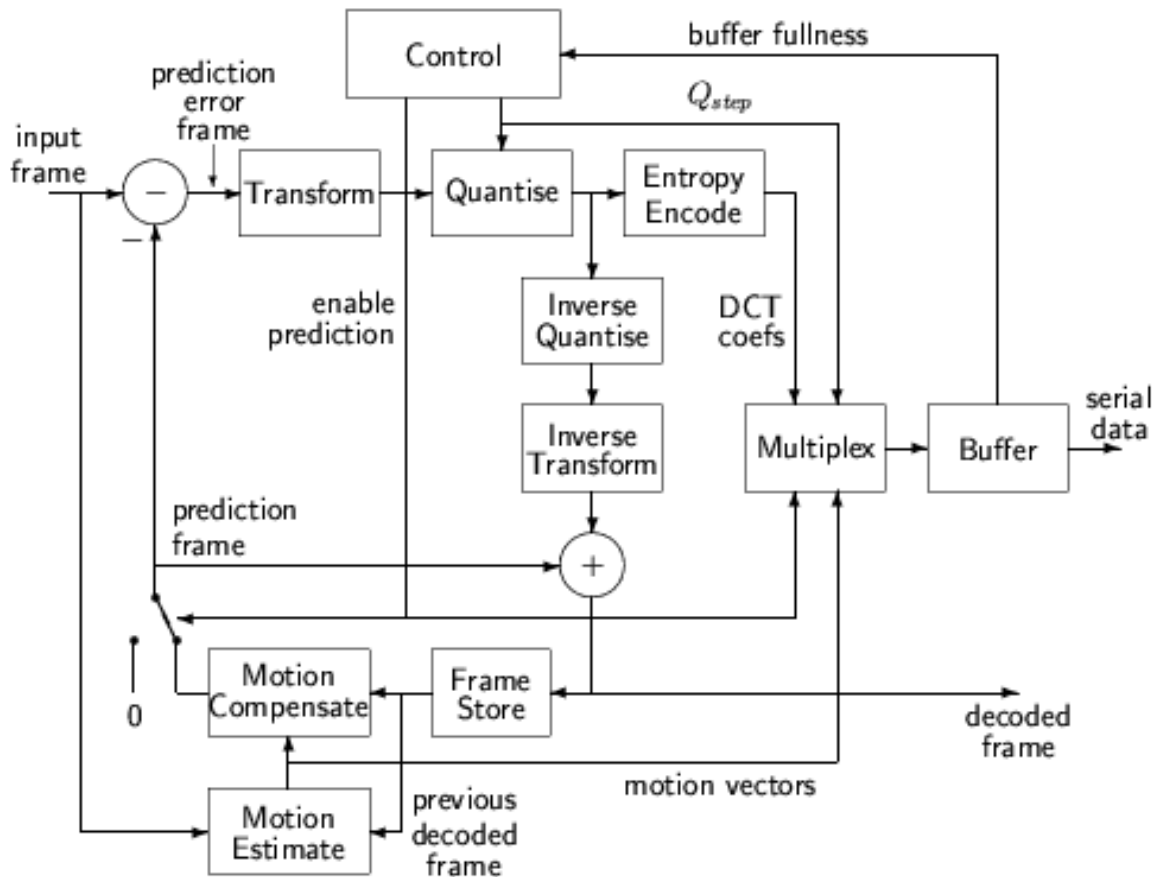 buffer fullness
Control
prediction
error
frame
Q_{step}
input
frame
−
Transform
Quantise
Entropy
Encode
−
enable
prediction
Inverse
Quantise
DCT
coefs
Inverse
Transform
Multiplex
Buffer
serial
data
prediction
frame
+
Motion
Compensate
Frame
Store
0
decoded
frame
motion vectors
Motion
Estimate
previous
decoded
frame